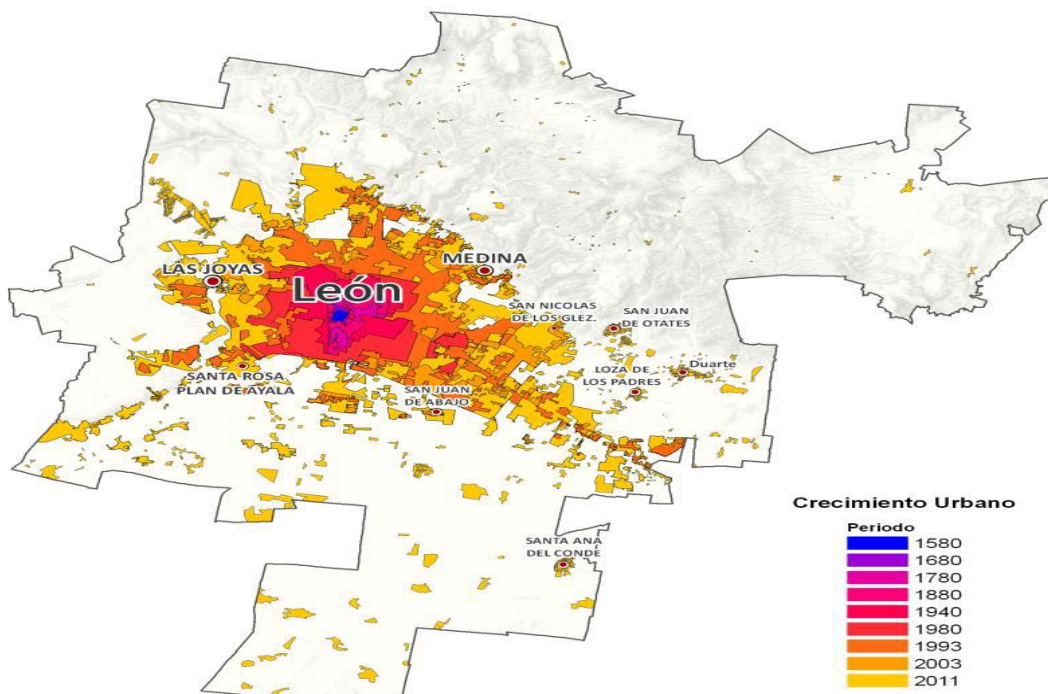 LAS JOYAS
León
MEDINA
SAN NICOLAS
DE LOS GLEZ.
SAN JUAN
DE OTATES
SANTA ROSA
PLAN DE AYALA
SAN JUAN
DE ABAJO
LOZA DE
LOS PADRES
Duarte
SANTA ANA
DEL CONDE
Crecimiento Urbano
Periodo
1580
1680
1780
1880
1940
1980
1993
2003
2011